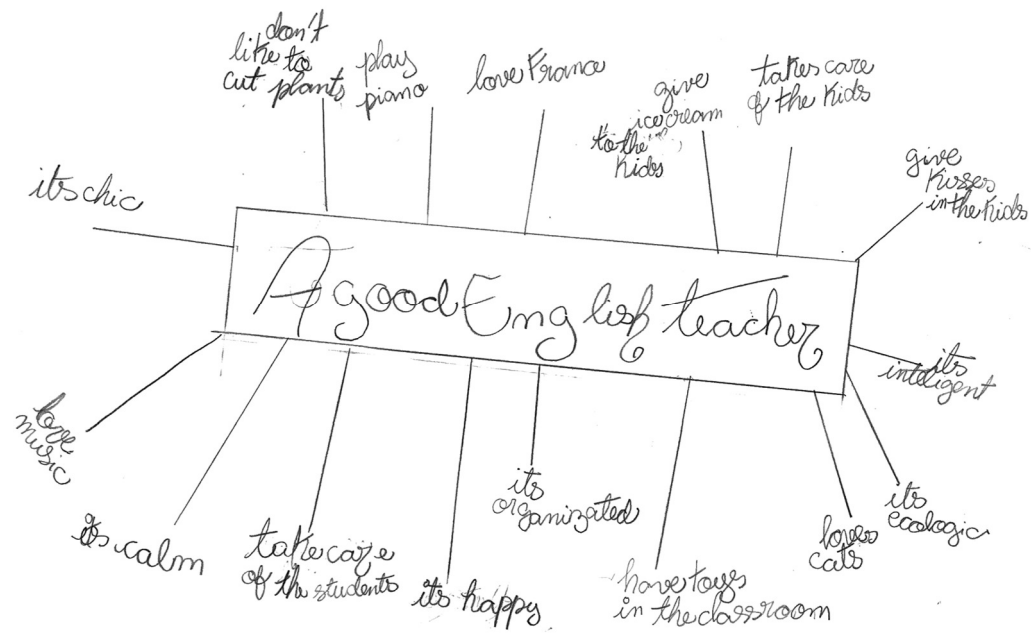 don't
like to
cut plants
play
piano
love France
give
icecream
to the
kids
takes care
of the kids
give
kisses
in the kids
its chic
A good English teacher
its
inteligent
love
music
its calm
take care
of the students
its happy
its
organizated
have toys
in the classroom
loves
cats
its
ecologic